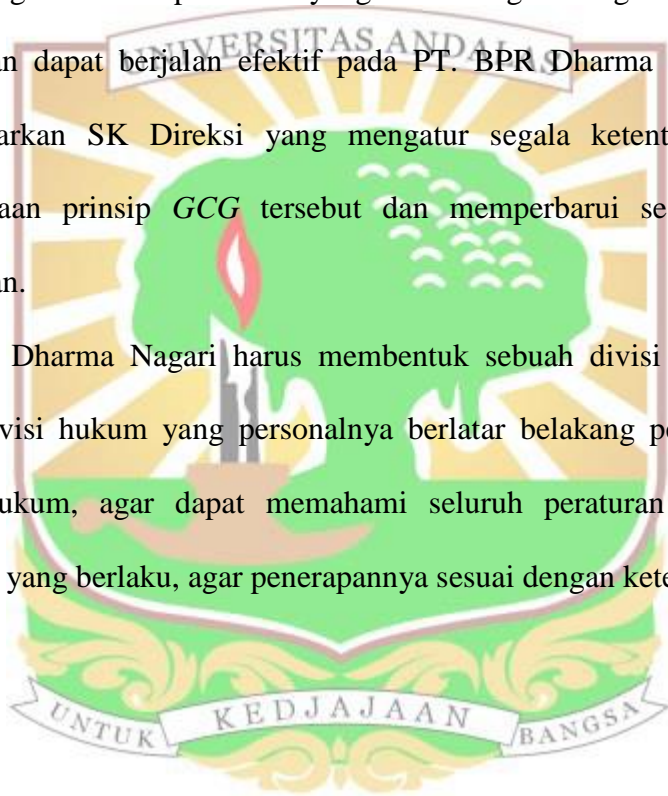 an dapat berjalan efektif pada PT. BPR Dharma
UNIVERSITAS ANDALAS
arkan SK Direksi yang mengatur segala ketent
aan prinsip GCG tersebut dan memperbarui se
an.
Dharma Nagari harus membentuk sebuah divisi
visi hukum yang personalnya berlatar belakang pe
ukum, agar dapat memahami seluruh peraturan
yang berlaku, agar penerapannya sesuai dengan kete
UNTUK KEDJAJAAN BANGSA